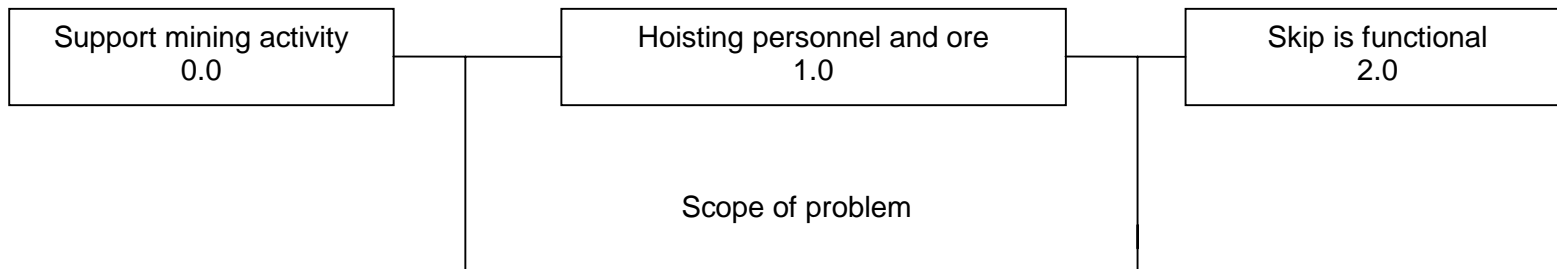 Support mining activity
0.0
Hoisting personnel and ore
1.0
Skip is functional
2.0
Scope of problem